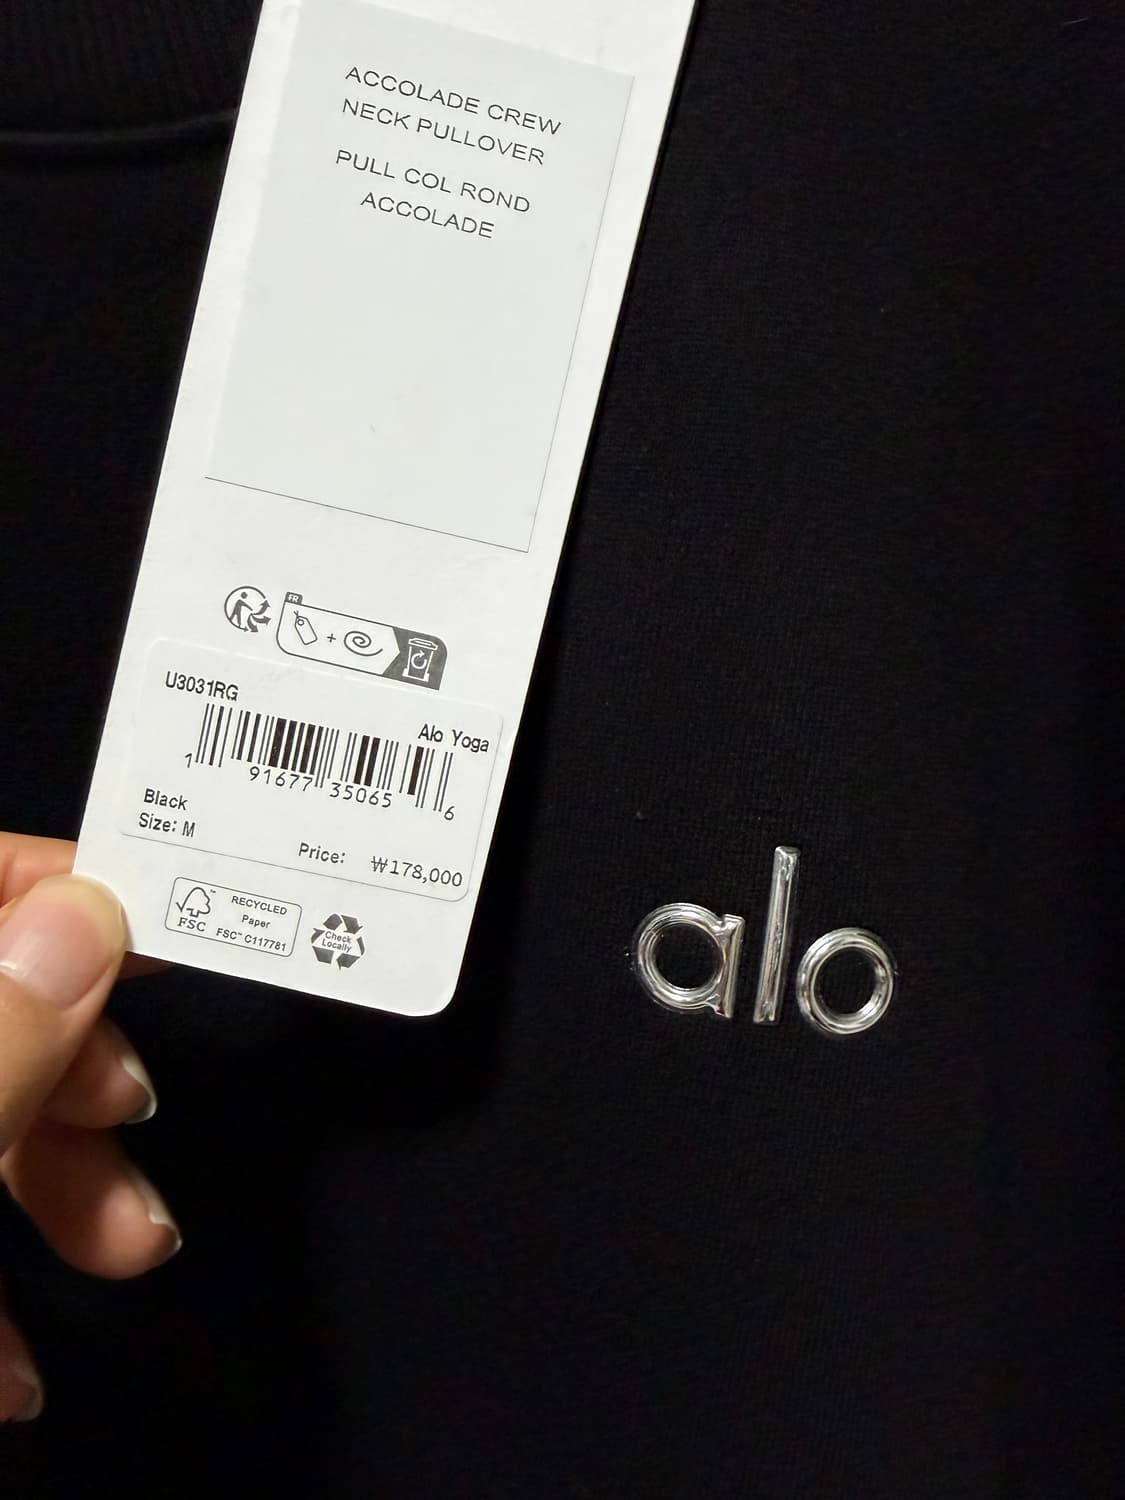 ACCOLADE CREW
NECK PULLOVER
PULL COL ROND
ACCOLADE
FR
+
U3031RG
Alo Yoga
1 91677 35065 6
Black
Size: M
Price: ₩178,000
FSC™
RECYCLED
Paper
FSC™ C117781
Check
Locally
alo